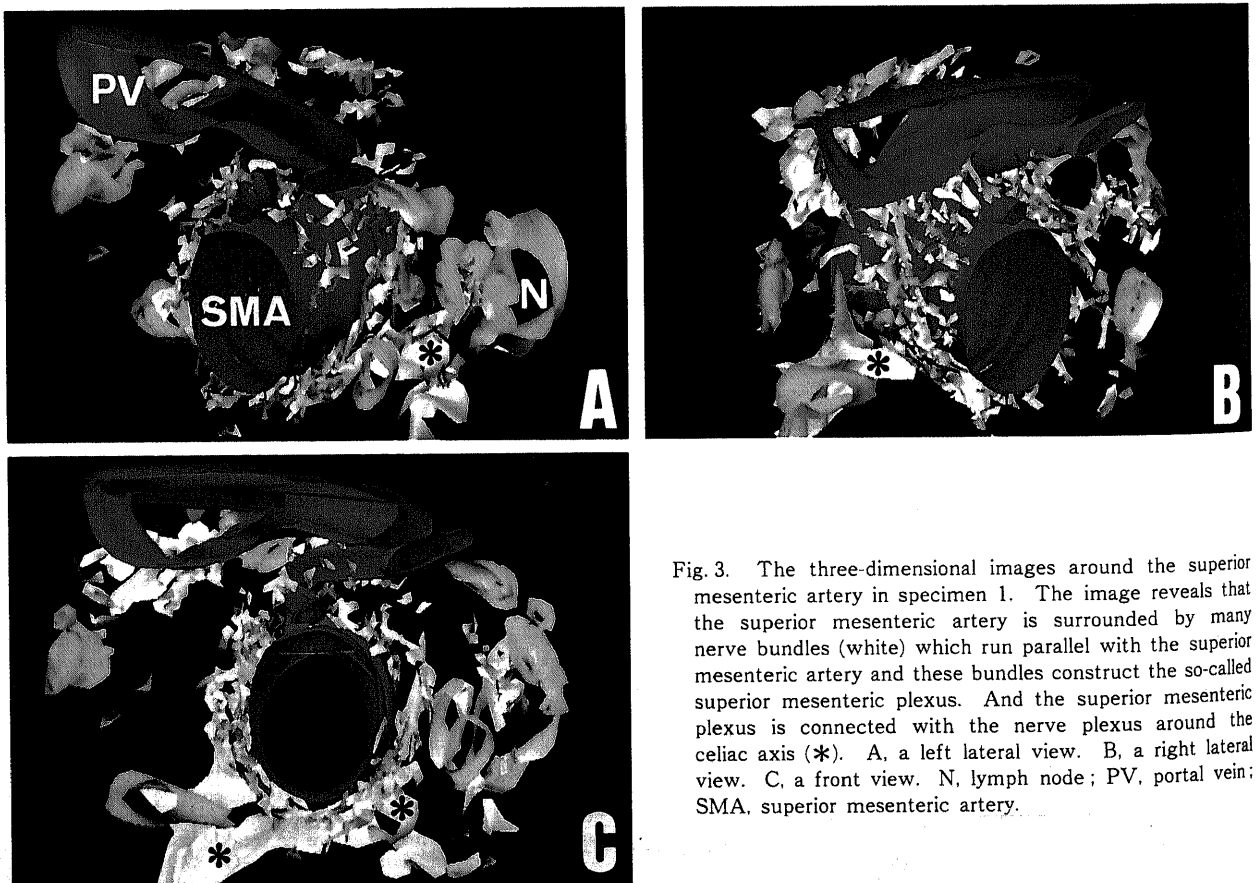 PV
SMA
N
*
A
*
B
*
*
C
Fig. 3. The three-dimensional images around the superior
mesenteric artery in specimen 1. The image reveals that
the superior mesenteric artery is surrounded by many
nerve bundles (white) which run parallel with the superior
mesenteric artery and these bundles construct the so-called
superior mesenteric plexus. And the superior mesenteric
plexus is connected with the nerve plexus around the
celiac axis (*). A, a left lateral view. B, a right lateral
view. C, a front view. N, lymph node; PV, portal vein;
SMA, superior mesenteric artery.